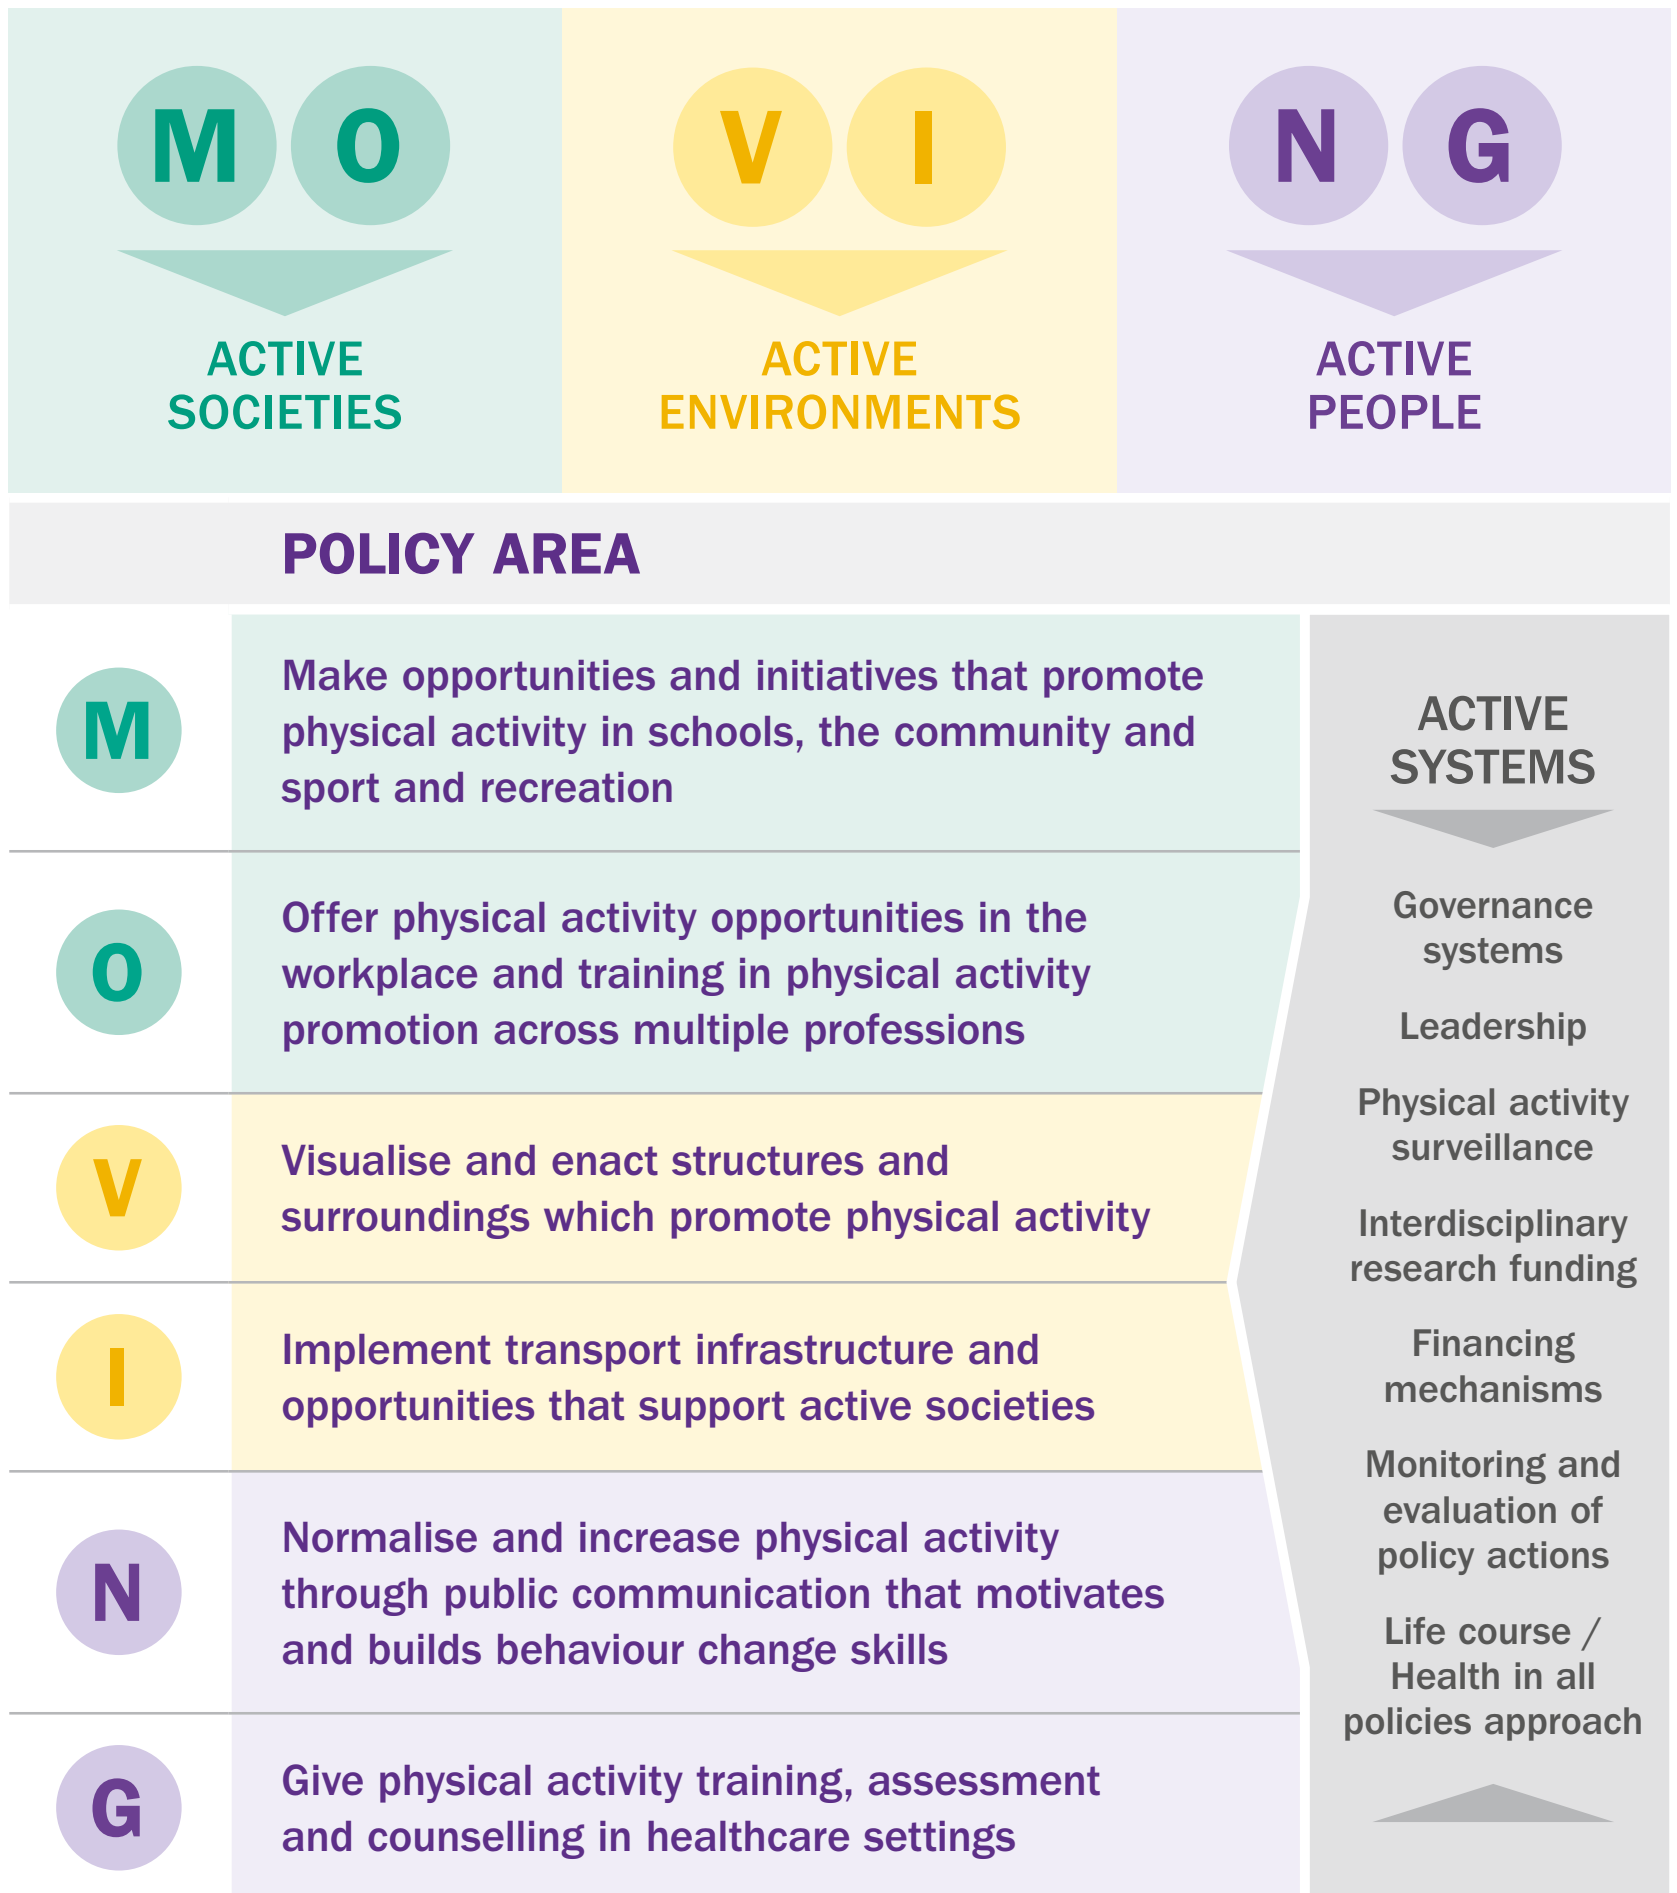 M O
ACTIVE
SOCIETIES
V I
ACTIVE
ENVIRONMENTS
N G
ACTIVE
PEOPLE
POLICY AREA
M
Make opportunities and initiatives that promote
physical activity in schools, the community and
sport and recreation
O
Offer physical activity opportunities in the
workplace and training in physical activity
promotion across multiple professions
V
Visualise and enact structures and
surroundings which promote physical activity
I
Implement transport infrastructure and
opportunities that support active societies
N
Normalise and increase physical activity
through public communication that motivates
and builds behaviour change skills
G
Give physical activity training, assessment
and counselling in healthcare settings
ACTIVE
SYSTEMS
Governance
systems
Leadership
Physical activity
surveillance
Interdisciplinary
research funding
Financing
mechanisms
Monitoring and
evaluation of
policy actions
Life course /
Health in all
policies approach